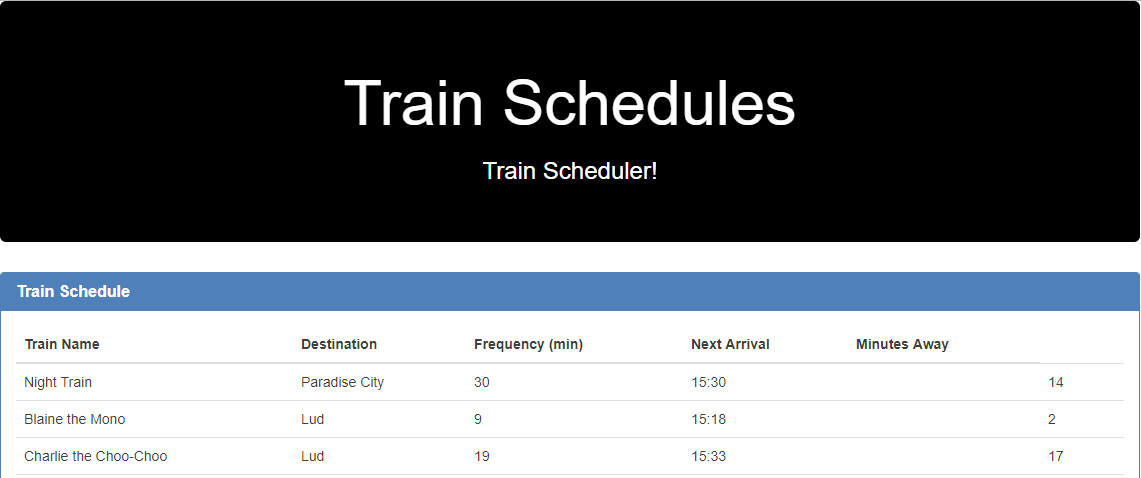 Train Schedules
Train Scheduler!
Train Schedule
Train Name Destination Frequency (min) Next Arrival Minutes Away
Night Train Paradise City 30 15:30 14
Blaine the Mono Lud 9 15:18 2
Charlie the Choo-Choo Lud 19 15:33 17